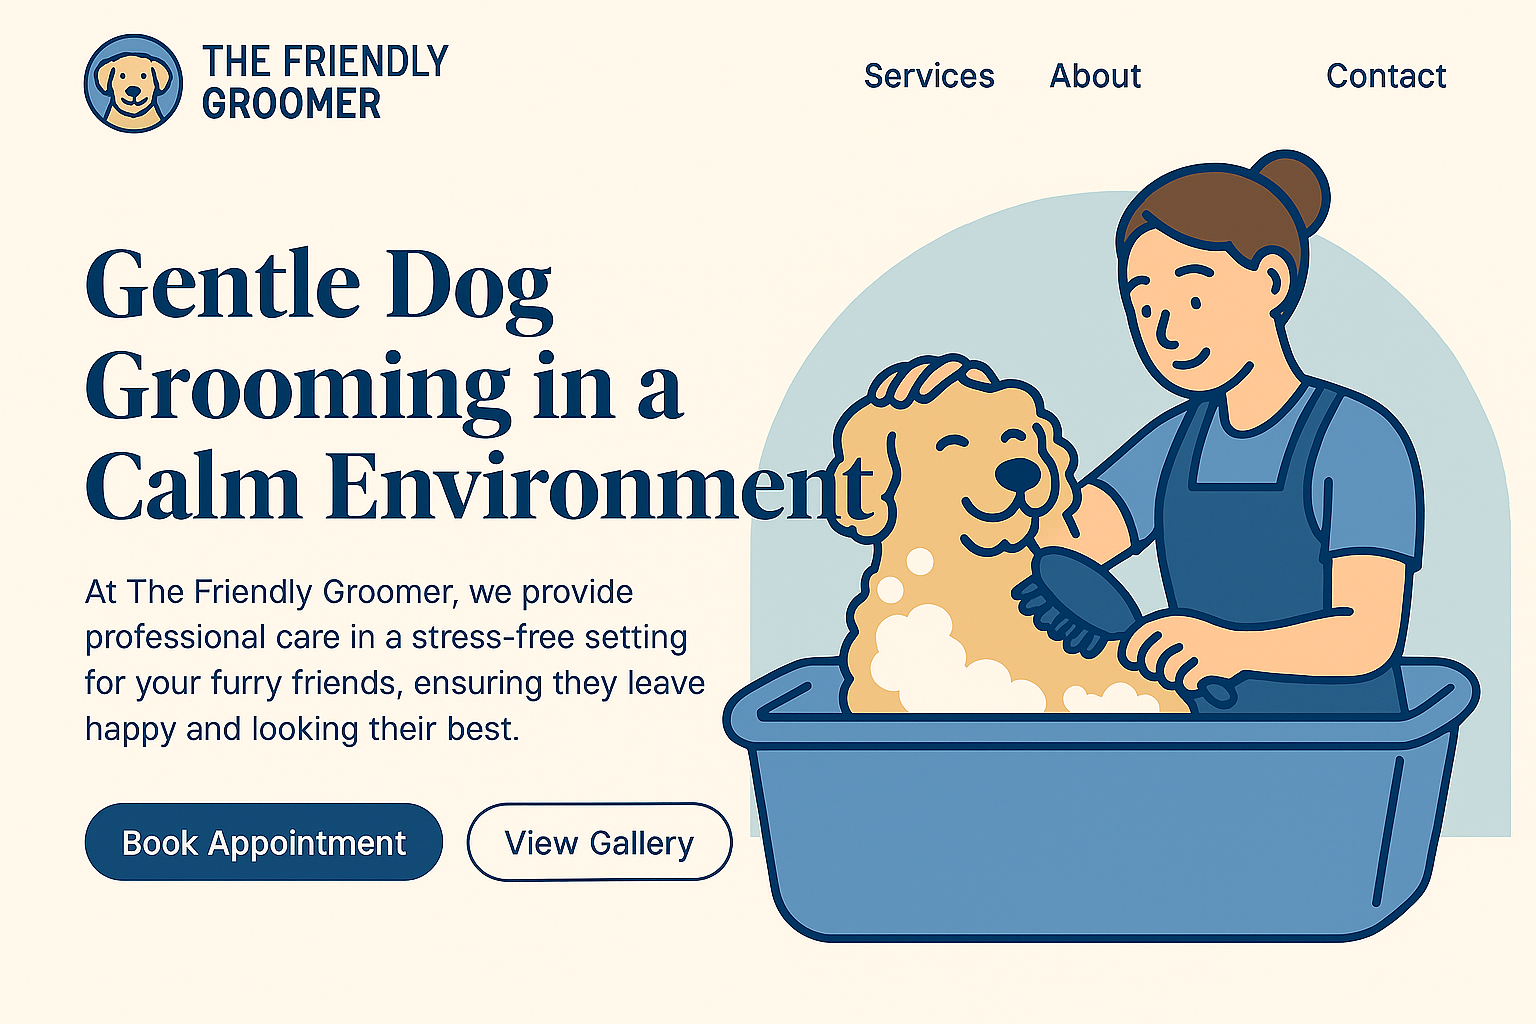 THE FRIENDLY
GROOMER
Services About Contact
Gentle Dog
Grooming in a
Calm Environment
At The Friendly Groomer, we provide
professional care in a stress-free setting
for your furry friends, ensuring they leave
happy and looking their best.
Book Appointment View Gallery